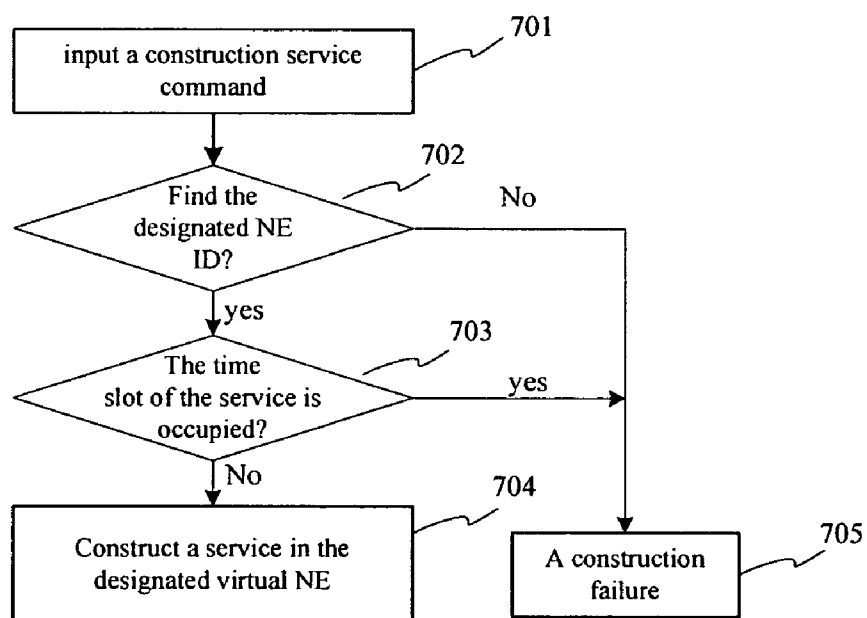 701
input a construction service
command
702
Find the
designated NE
ID?
No
yes
703
The time
slot of the service is
occupied?
yes
No
704
Construct a service in the
designated virtual NE
705
A construction
failure